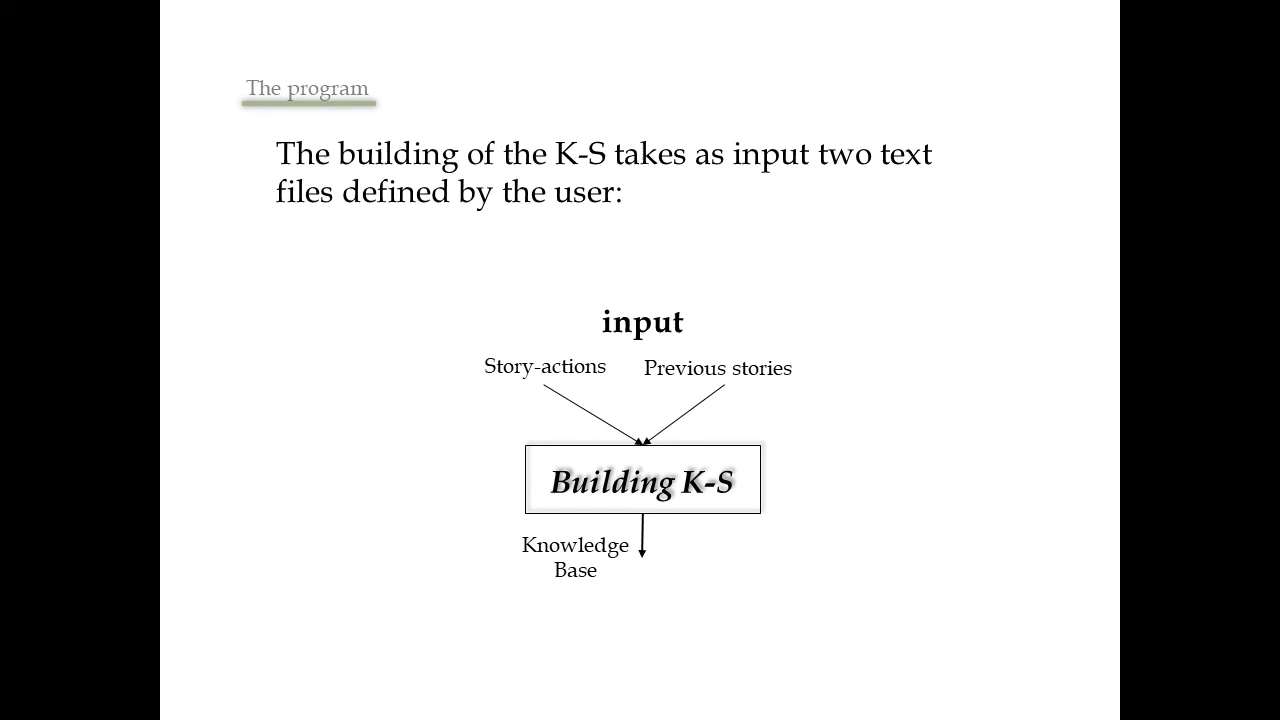 The program
The building of the K-S takes as input two text
files defined by the user:
input
Story-actions
Previous stories
Building K-S
Knowledge
Base